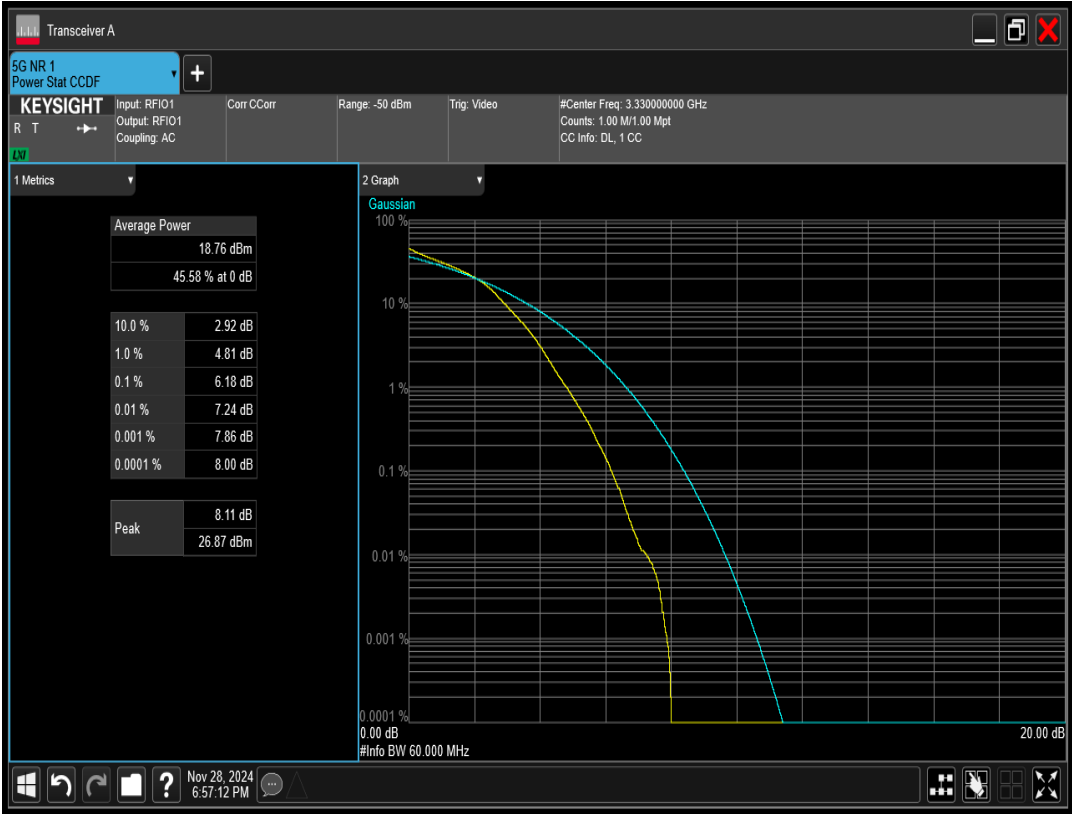 Transceiver A
5G NR 1
Power Stat CCDF
+
KEYSIGHT
R T
LXI
Input: RFIO1
Output: RFIO1
Coupling: AC
Corr CCorr
Range: -50 dBm
Trig: Video
#Center Freq: 3.330000000 GHz
Counts: 1.00 M/1.00 Mpt
CC Info: DL, 1 CC
1 Metrics
Average Power
18.76 dBm
45.58 % at 0 dB
10.0 % 2.92 dB
1.0 % 4.81 dB
0.1 % 6.18 dB
0.01 % 7.24 dB
0.001 % 7.86 dB
0.0001 % 8.00 dB
Peak
8.11 dB
26.87 dBm
2 Graph
Gaussian
100 %
10 %
1 %
0.1 %
0.01 %
0.001 %
0.0001 %
0.00 dB 20.00 dB
#Info BW 60.000 MHz
?
Nov 28, 2024
6:57:12 PM